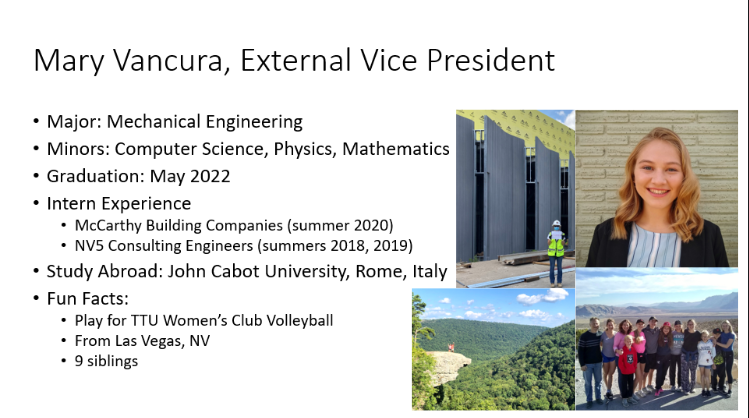 Mary Vancura, External Vice President
• Major: Mechanical Engineering
• Minors: Computer Science, Physics, Mathematics
• Graduation: May 2022
• Intern Experience
• McCarthy Building Companies (summer 2020)
• NV5 Consulting Engineers (summers 2018, 2019)
• Study Abroad: John Cabot University, Rome, Italy
• Fun Facts:
• Play for TTU Women’s Club Volleyball
• From Las Vegas, NV
• 9 siblings